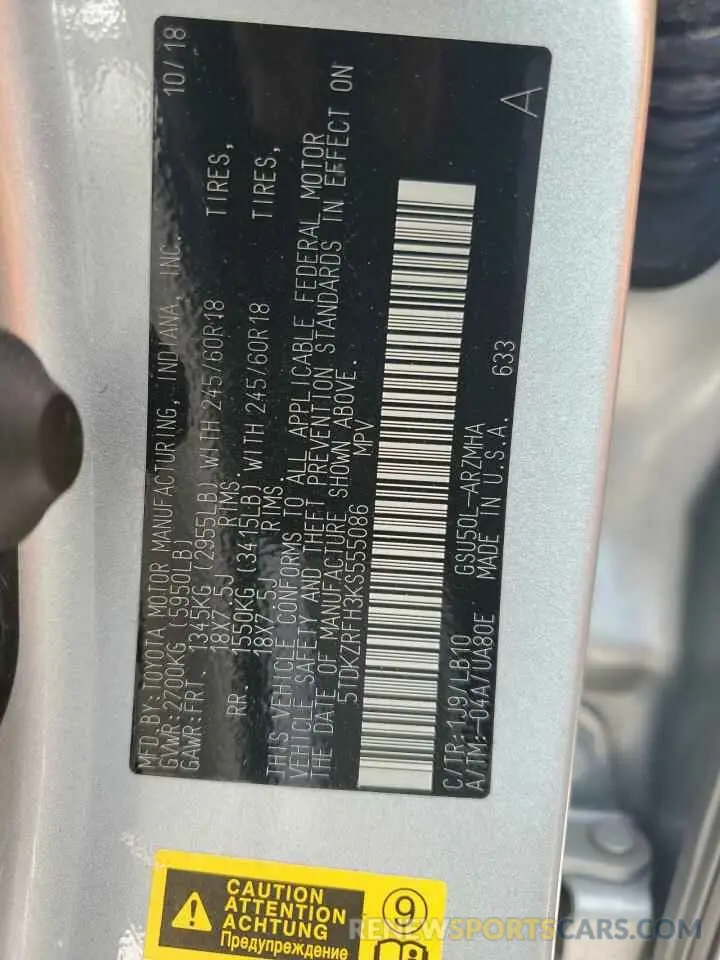 MFD.BY:TOYOTA MOTOR MANUFACTURING, INDIANA, INC. 10/18
GVWR:2700KG(5950LB)
GAWR:FRT. 1345KG (2955LB) WITH 245/60R18 TIRES,
18X7.5J RIMS
RR. 1550KG (3415LB) WITH 245/60R18 TIRES,
18X7.5J RIMS.
THIS VEHICLE CONFORMS TO ALL APPLICABLE FEDERAL MOTOR
VEHICLE SAFETY AND THEFT PREVENTION STANDARDS IN EFFECT ON
THE DATE OF MANUFACTURE SHOWN ABOVE.
5TDKZRFH3KS555086 MPV
C/TR:1J9/LB10 GSU50L-ARZMHA
A/TM:-04A/UA80E MADE IN U.S.A. 633
A
CAUTION
ATTENTION
ACHTUNG
Предупреждение
9
RENEWSPORTSCARS.COM